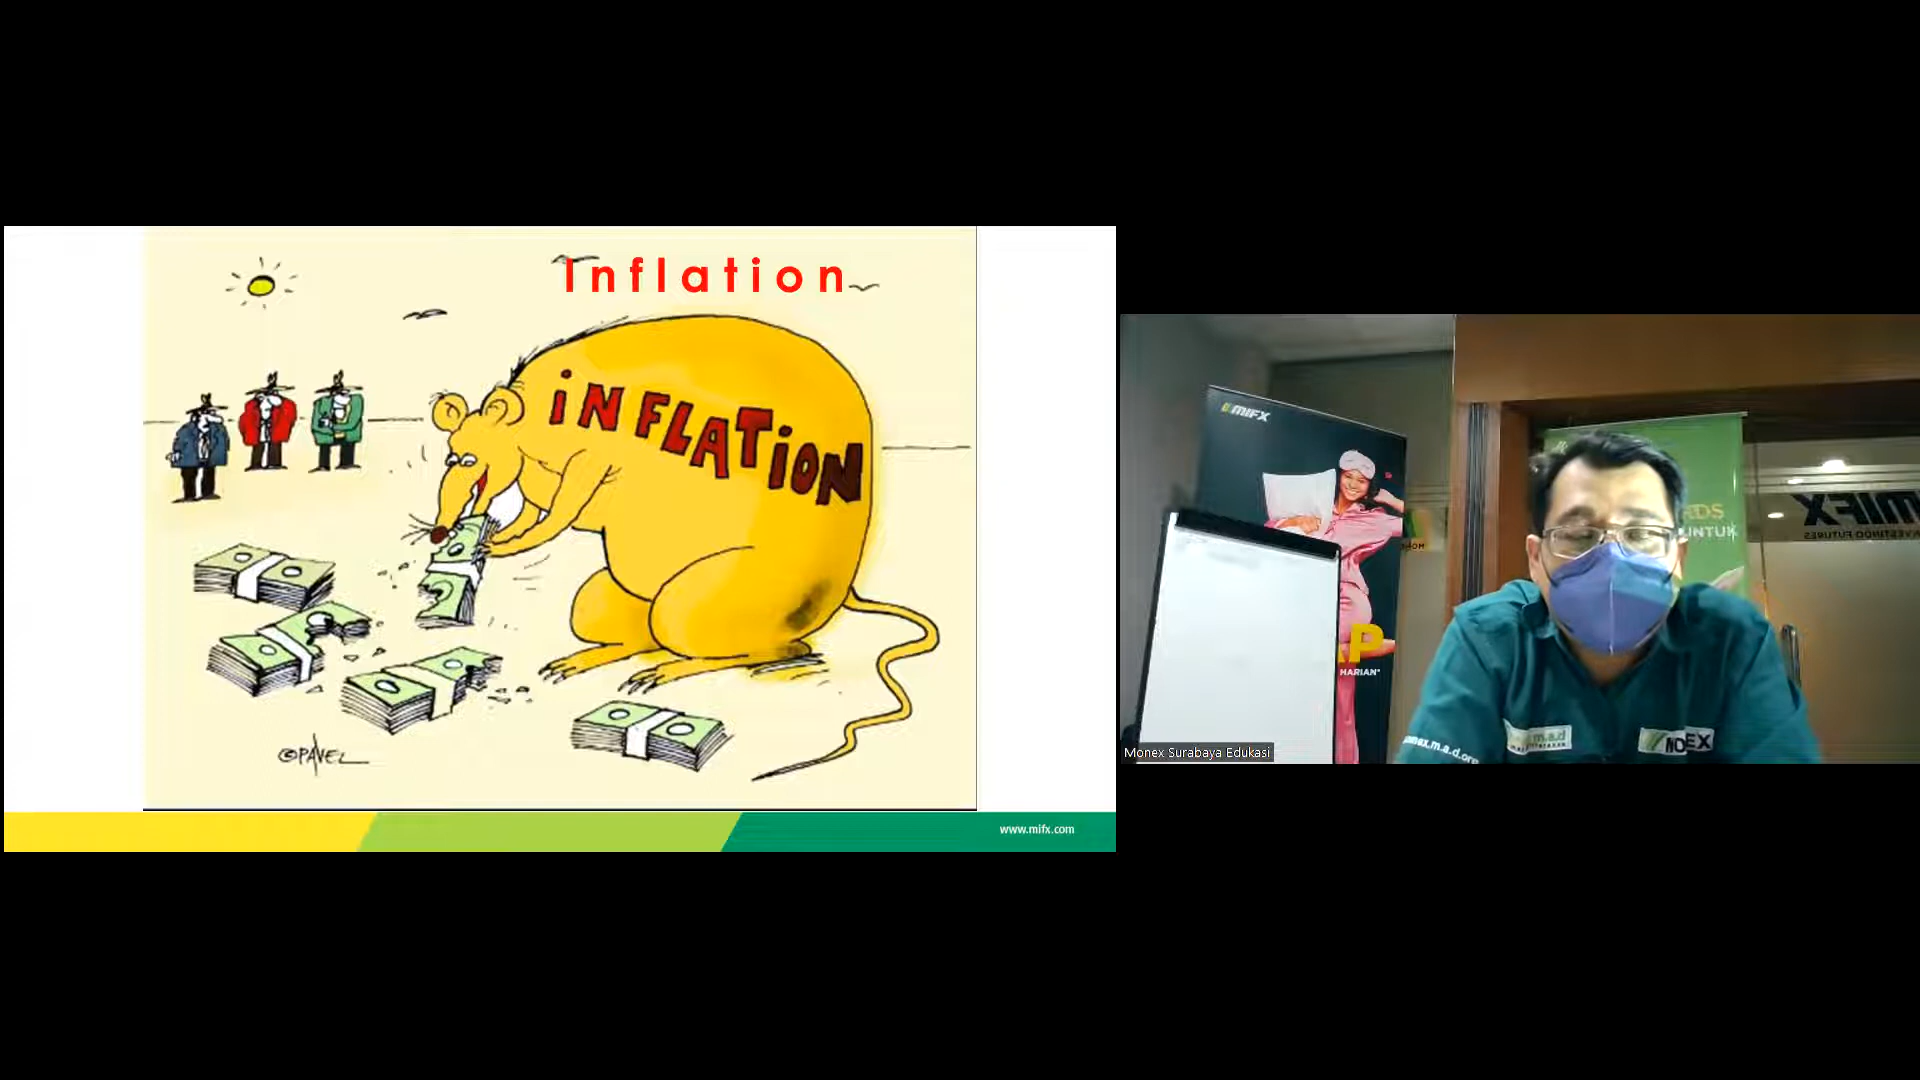 Inflation
iNFLATiON
©PAVEL
www.mifx.com
MIFX
HARIAN*
UNTUK
MIFX
Monex Surabaya Edukasi
m.a.d
MONEX